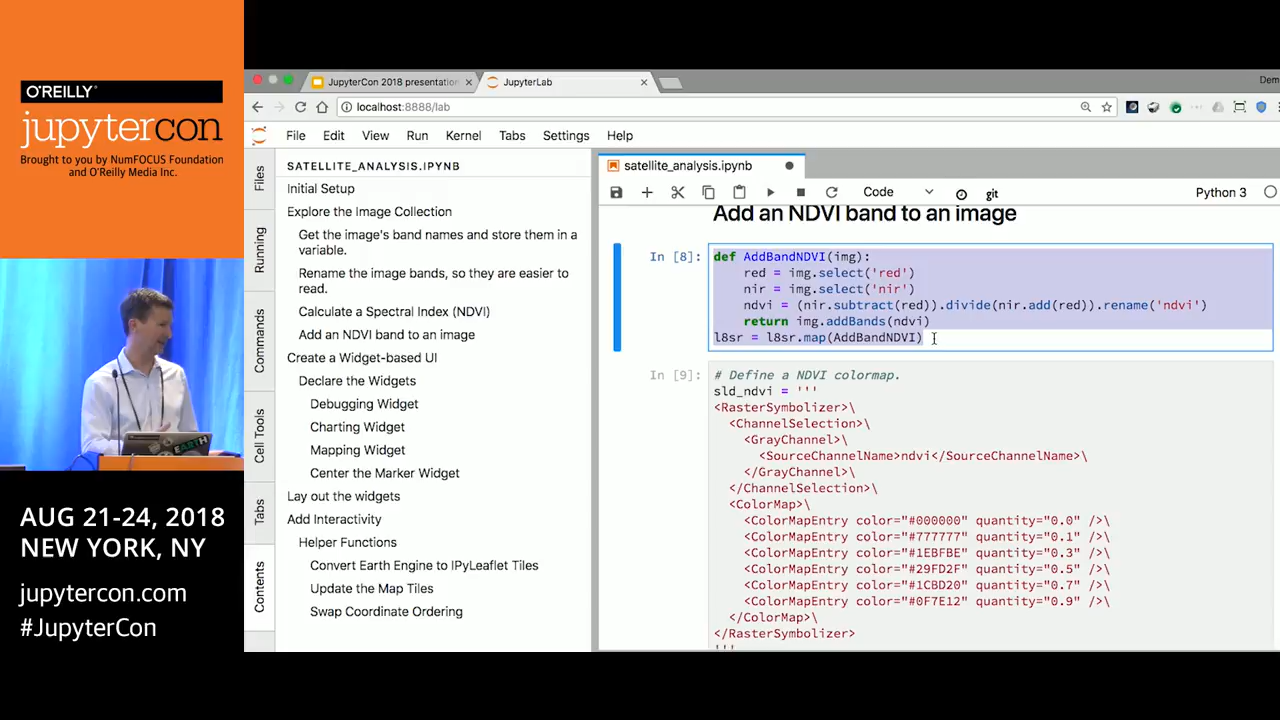 O'REILLY®
jupytercon
Brought to you by NumFOCUS Foundation
and O'Reilly Media Inc.
EARTH
AUG 21-24, 2018
NEW YORK, NY
jupytercon.com
#JupyterCon
JupyterCon 2018 presentation
JupyterLab
Dem
localhost:8888/lab
File Edit View Run Kernel Tabs Settings Help
Files
Running
Commands
Cell Tools
Tabs
Contents
SATELLITE_ANALYSIS.IPYNB
Initial Setup
Explore the Image Collection
Get the image's band names and store them in a
variable.
Rename the image bands, so they are easier to
read.
Calculate a Spectral Index (NDVI)
Add an NDVI band to an image
Create a Widget-based UI
Declare the Widgets
Debugging Widget
Charting Widget
Mapping Widget
Center the Marker Widget
Lay out the widgets
Add Interactivity
Helper Functions
Convert Earth Engine to IPyLeaflet Tiles
Update the Map Tiles
Swap Coordinate Ordering
satellite_analysis.ipynb
Code git Python 3
Add an NDVI band to an image
In [8]: def AddBandNDVI(img):
red = img.select('red')
nir = img.select('nir')
ndvi = (nir.subtract(red)).divide(nir.add(red)).rename('ndvi')
return img.addBands(ndvi)
l8sr = l8sr.map(AddBandNDVI)
In [9]: # Define a NDVI colormap.
sld_ndvi = '''
<RasterSymbolizer>\
<ChannelSelection>\
<GrayChannel>\
<SourceChannelName>ndvi</SourceChannelName>\
</GrayChannel>\
</ChannelSelection>\
<ColorMap>\
<ColorMapEntry color="#000000" quantity="0.0" />\
<ColorMapEntry color="#777777" quantity="0.1" />\
<ColorMapEntry color="#1EBFBE" quantity="0.3" />\
<ColorMapEntry color="#29FD2F" quantity="0.5" />\
<ColorMapEntry color="#1CBD20" quantity="0.7" />\
<ColorMapEntry color="#0F7E12" quantity="0.9" />\
</ColorMap>\
</RasterSymbolizer>
'''